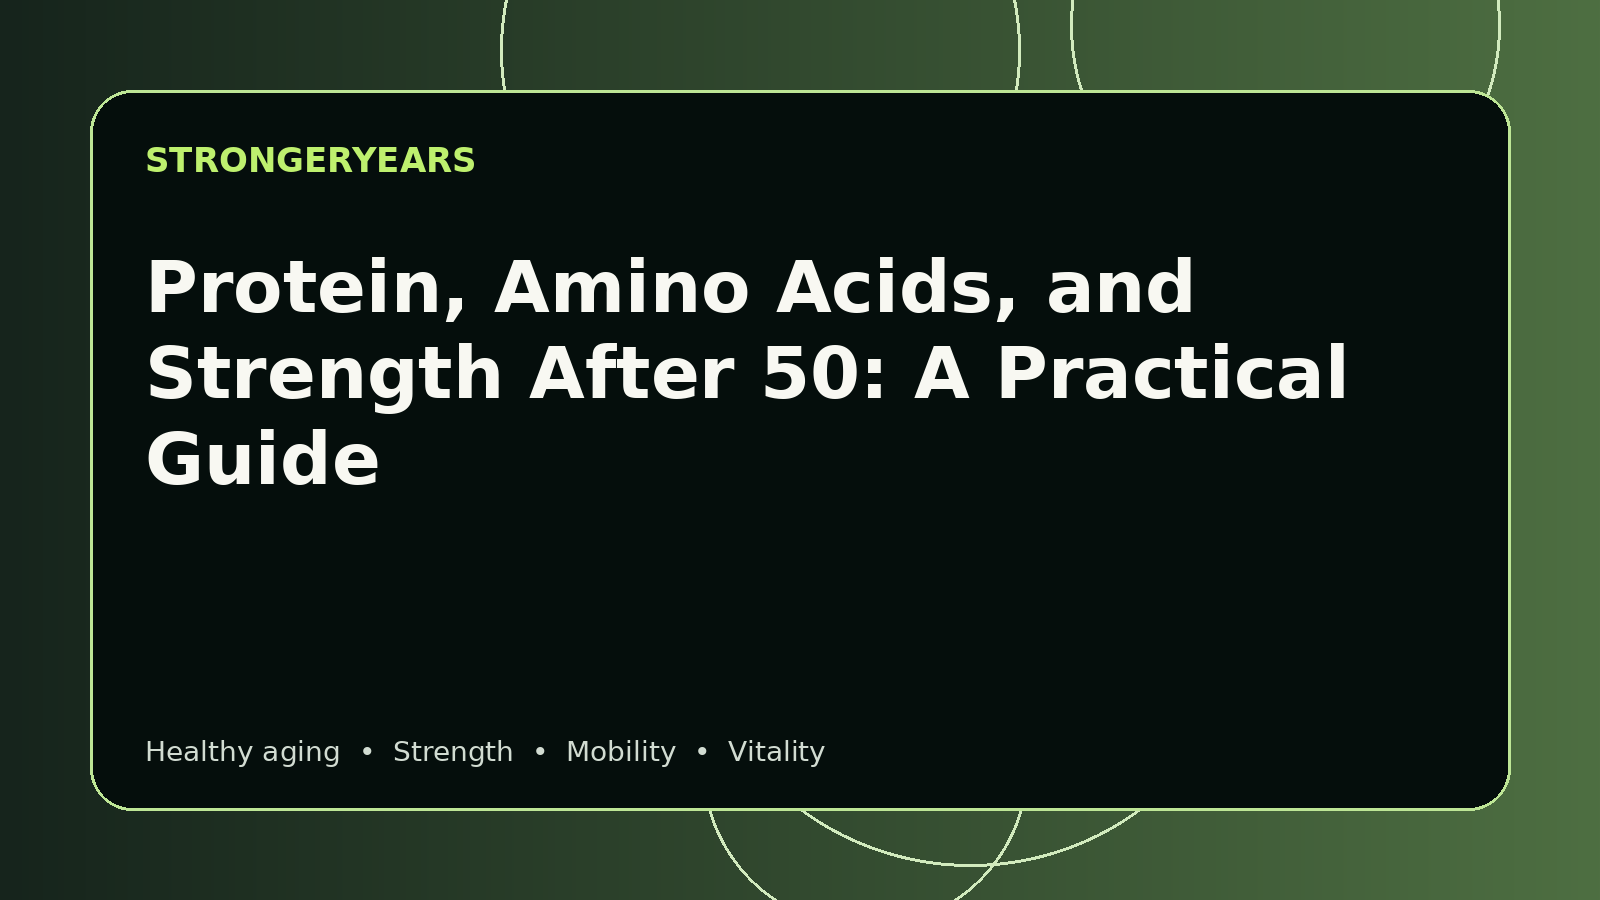 STRONGERYEARS
Protein, Amino Acids, and
Strength After 50: A Practical
Guide
Healthy aging • Strength • Mobility • Vitality